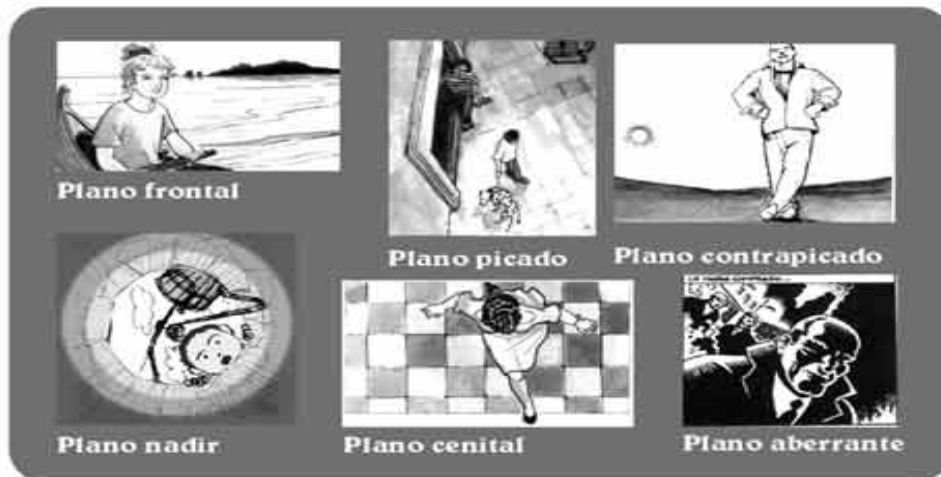 Plano frontal
Plano picado
Plano contrapicado
Plano nadir
Plano cenital
Plano aberrante